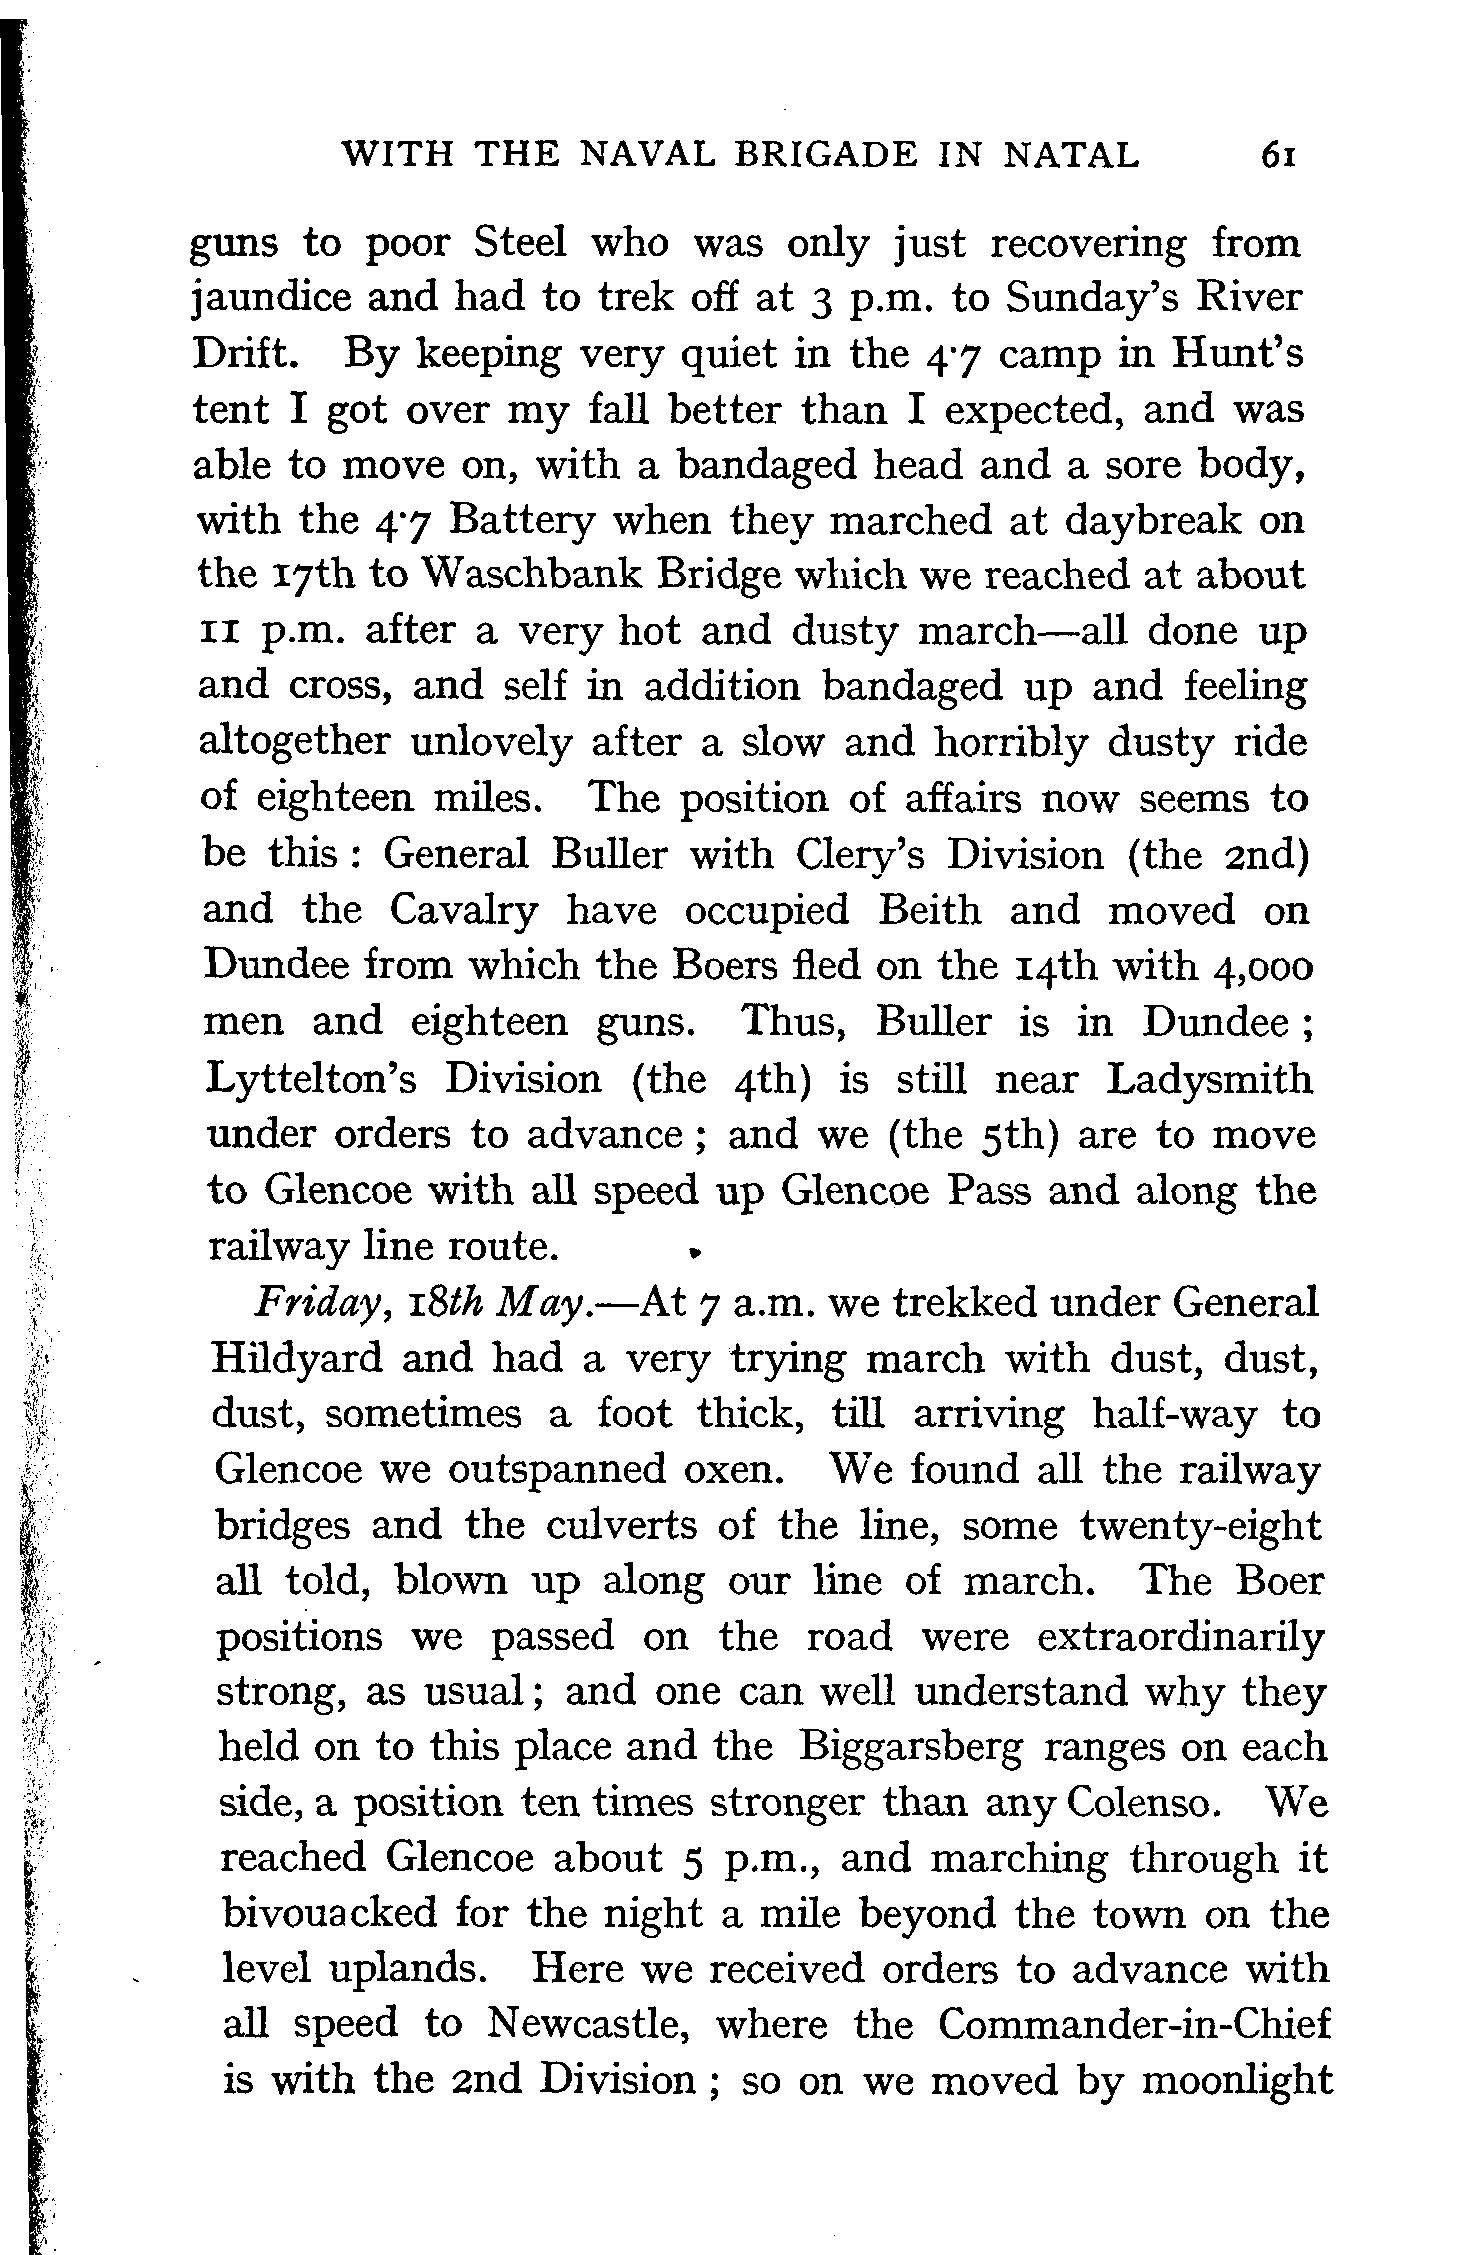 WITH THE NAVAL BRIGADE IN NATAL 61
guns to poor Steel who was only just recovering from
jaundice and had to trek off at 3 p.m. to Sunday's River
Drift. By keeping very quiet in the 4·7 camp in Hunt's
tent I got over my fall better than I expected, and was
able to move on, with a bandaged head and a sore body,
with the 4·7 Battery when they marched at daybreak on
the 17th to Waschbank Bridge which we reached at about
11 p.m. after a very hot and dusty march—all done up
and cross, and self in addition bandaged up and feeling
altogether unlovely after a slow and horribly dusty ride
of eighteen miles. The position of affairs now seems to
be this : General Buller with Clery's Division (the 2nd)
and the Cavalry have occupied Beith and moved on
Dundee from which the Boers fled on the 14th with 4,000
men and eighteen guns. Thus, Buller is in Dundee ;
Lyttelton's Division (the 4th) is still near Ladysmith
under orders to advance ; and we (the 5th) are to move
to Glencoe with all speed up Glencoe Pass and along the
railway line route.
Friday, 18th May.—At 7 a.m. we trekked under General
Hildyard and had a very trying march with dust, dust,
dust, sometimes a foot thick, till arriving half-way to
Glencoe we outspanned oxen. We found all the railway
bridges and the culverts of the line, some twenty-eight
all told, blown up along our line of march. The Boer
positions we passed on the road were extraordinarily
strong, as usual ; and one can well understand why they
held on to this place and the Biggarsberg ranges on each
side, a position ten times stronger than any Colenso. We
reached Glencoe about 5 p.m., and marching through it
bivouacked for the night a mile beyond the town on the
level uplands. Here we received orders to advance with
all speed to Newcastle, where the Commander-in-Chief
is with the 2nd Division ; so on we moved by moonlight